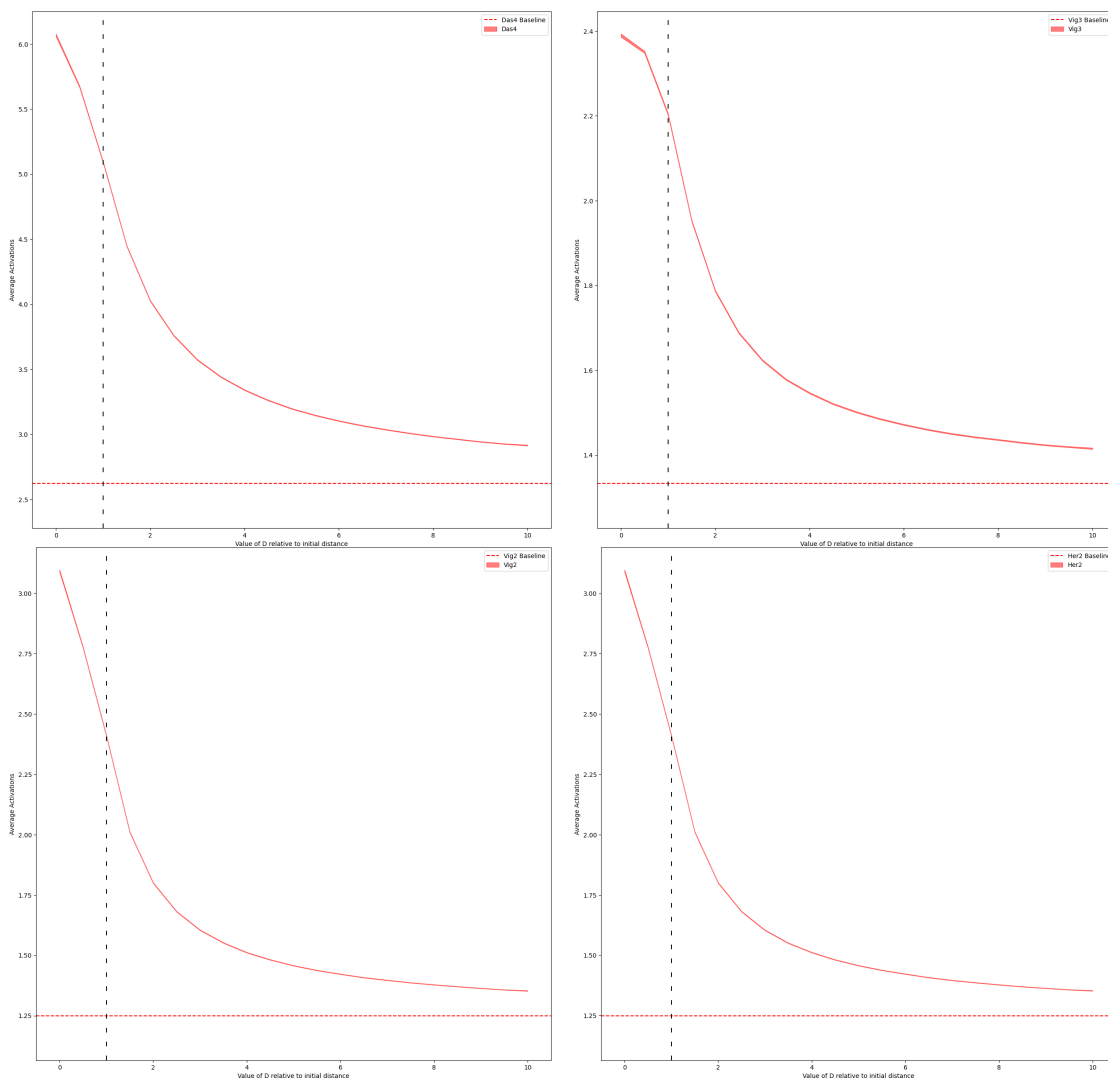 Das4 Baseline
Das4
6.0
5.5
5.0
4.5
4.0
3.5
3.0
2.5
Average Activations
0 2 4 6 8 10
Value of D relative to initial distance
Vig3 Baseline
Vig3
2.4
2.2
2.0
1.8
1.6
1.4
Average Activations
0 2 4 6 8 10
Value of D relative to initial distance
Vig2 Baseline
Vig2
3.00
2.75
2.50
2.25
2.00
1.75
1.50
1.25
Average Activations
0 2 4 6 8 10
Value of D relative to initial distance
Her2 Baseline
Her2
3.00
2.75
2.50
2.25
2.00
1.75
1.50
1.25
Average Activations
0 2 4 6 8 10
Value of D relative to initial distance